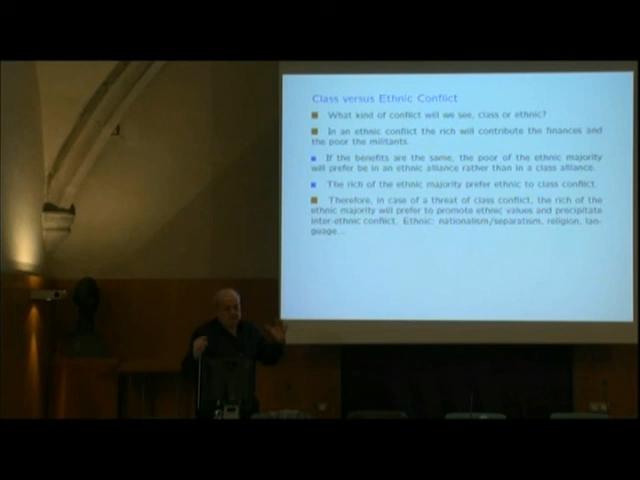 Class versus Ethnic Conflict
What kind of conflict will we see, class or ethnic?
In an ethnic conflict the rich will contribute the finances and
the poor the militants.
If the benefits are the same, the poor of the ethnic majority
will prefer be in an ethnic alliance rather than in a class alliance.
The rich of the ethnic majority prefer ethnic to class conflict.
Therefore, in case of a threat of class conflict, the rich of the
ethnic majority will prefer to promote ethnic values and precipitate
inter-ethnic conflict. Ethnic: nationalism/separatism, religion, lan-
guage...